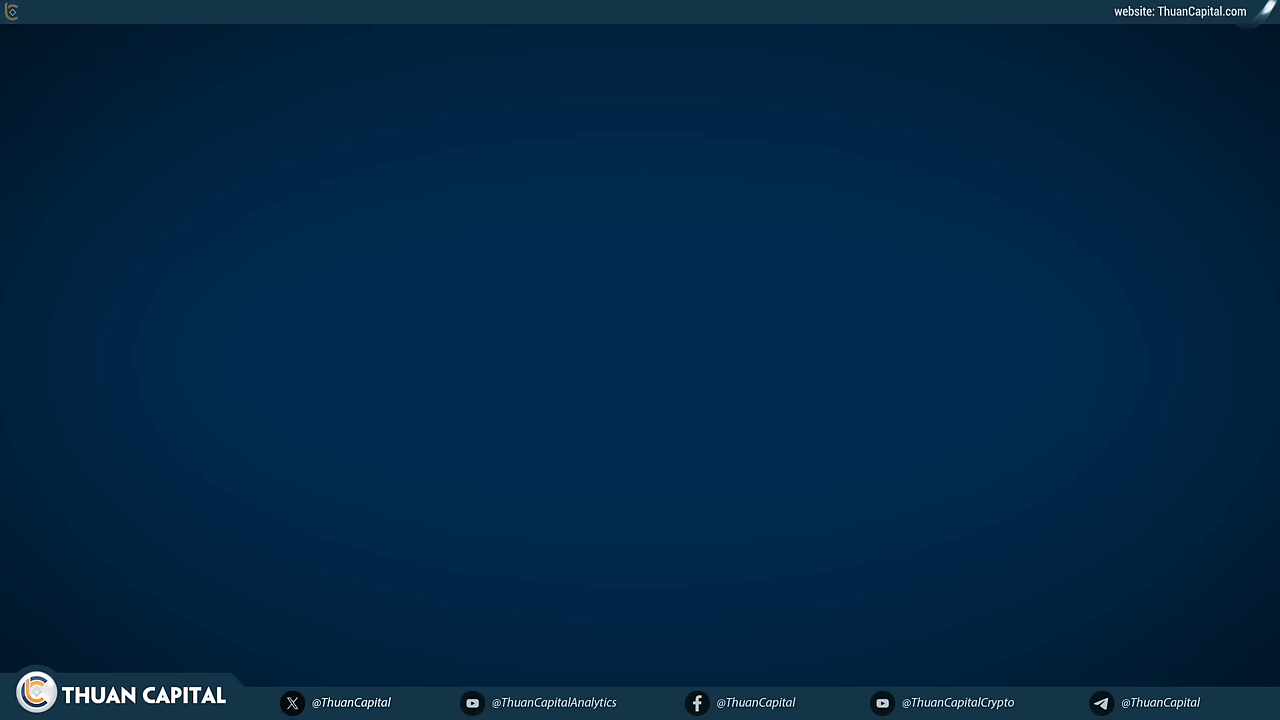 website: ThuanCapital.com
THUAN CAPITAL
@ThuanCapital
@ThuanCapitalAnalytics
@ThuanCapital
@ThuanCapitalCrypto
@ThuanCapital